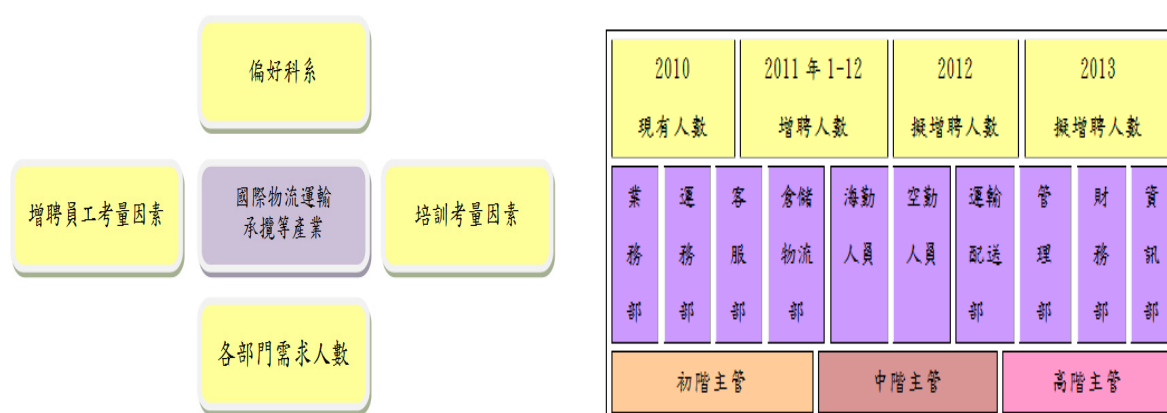 偏好科系
增聘員工考量因素
國際物流運輸
承攬等產業
培訓考量因素
各部門需求人數
2010
現有人數
2011 年 1-12
增聘人數
2012
擬增聘人數
2013
擬增聘人數
業務部
運務部
客服部
倉儲物流部
海勤人員
空勤人員
運輸配送部
管理部
財務部
資訊部
初階主管
中階主管
高階主管